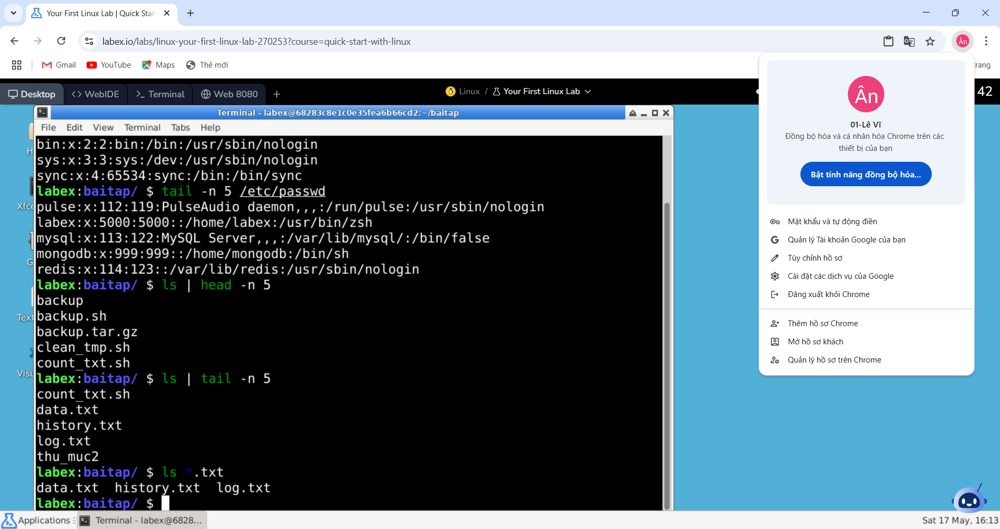 Your First Linux Lab | Quick Star
labex.io/labs/linux-your-first-linux-lab-270253?course=quick-start-with-linux
Ân
Gmail
YouTube
Maps
Thẻ mới
rang
Desktop
WebIDE
Terminal
Web 8080
Linux / Your First Linux Lab
42
Terminal - labex@68283c8e1c0e35fea6b66cd2:~/baitap
File Edit View Terminal Tabs Help
bin:x:2:2:bin:/bin:/usr/sbin/nologin
sys:x:3:3:sys:/dev:/usr/sbin/nologin
sync:x:4:65534:sync:/bin:/bin/sync
labex:baitap/ $ tail -n 5 /etc/passwd
pulse:x:112:119:PulseAudio daemon,,,:/run/pulse:/usr/sbin/nologin
labex:x:5000:5000::/home/labex:/usr/bin/zsh
mysql:x:113:122:MySQL Server,,,:/var/lib/mysql/:/bin/false
mongodb:x:999:999::/home/mongodb:/bin/sh
redis:x:114:123::/var/lib/redis:/usr/sbin/nologin
labex:baitap/ $ ls | head -n 5
backup
backup.sh
backup.tar.gz
clean_tmp.sh
count_txt.sh
labex:baitap/ $ ls | tail -n 5
count_txt.sh
data.txt
history.txt
log.txt
thu_muc2
labex:baitap/ $ ls *.txt
data.txt history.txt log.txt
labex:baitap/ $
H
Xfce
G
Text
Visu
Ân
01-Lê Vĩ
Đồng bộ hóa và cá nhân hóa Chrome trên các
thiết bị của bạn
Bật tính năng đồng bộ hóa...
Mật khẩu và tự động điền
Quản lý Tài khoản Google của bạn
Tùy chỉnh hồ sơ
Cài đặt các dịch vụ của Google
Đăng xuất khỏi Chrome
Thêm hồ sơ Chrome
Mở hồ sơ khách
Quản lý hồ sơ trên Chrome
Applications
Terminal - labex@6828...
Sat 17 May, 16:13